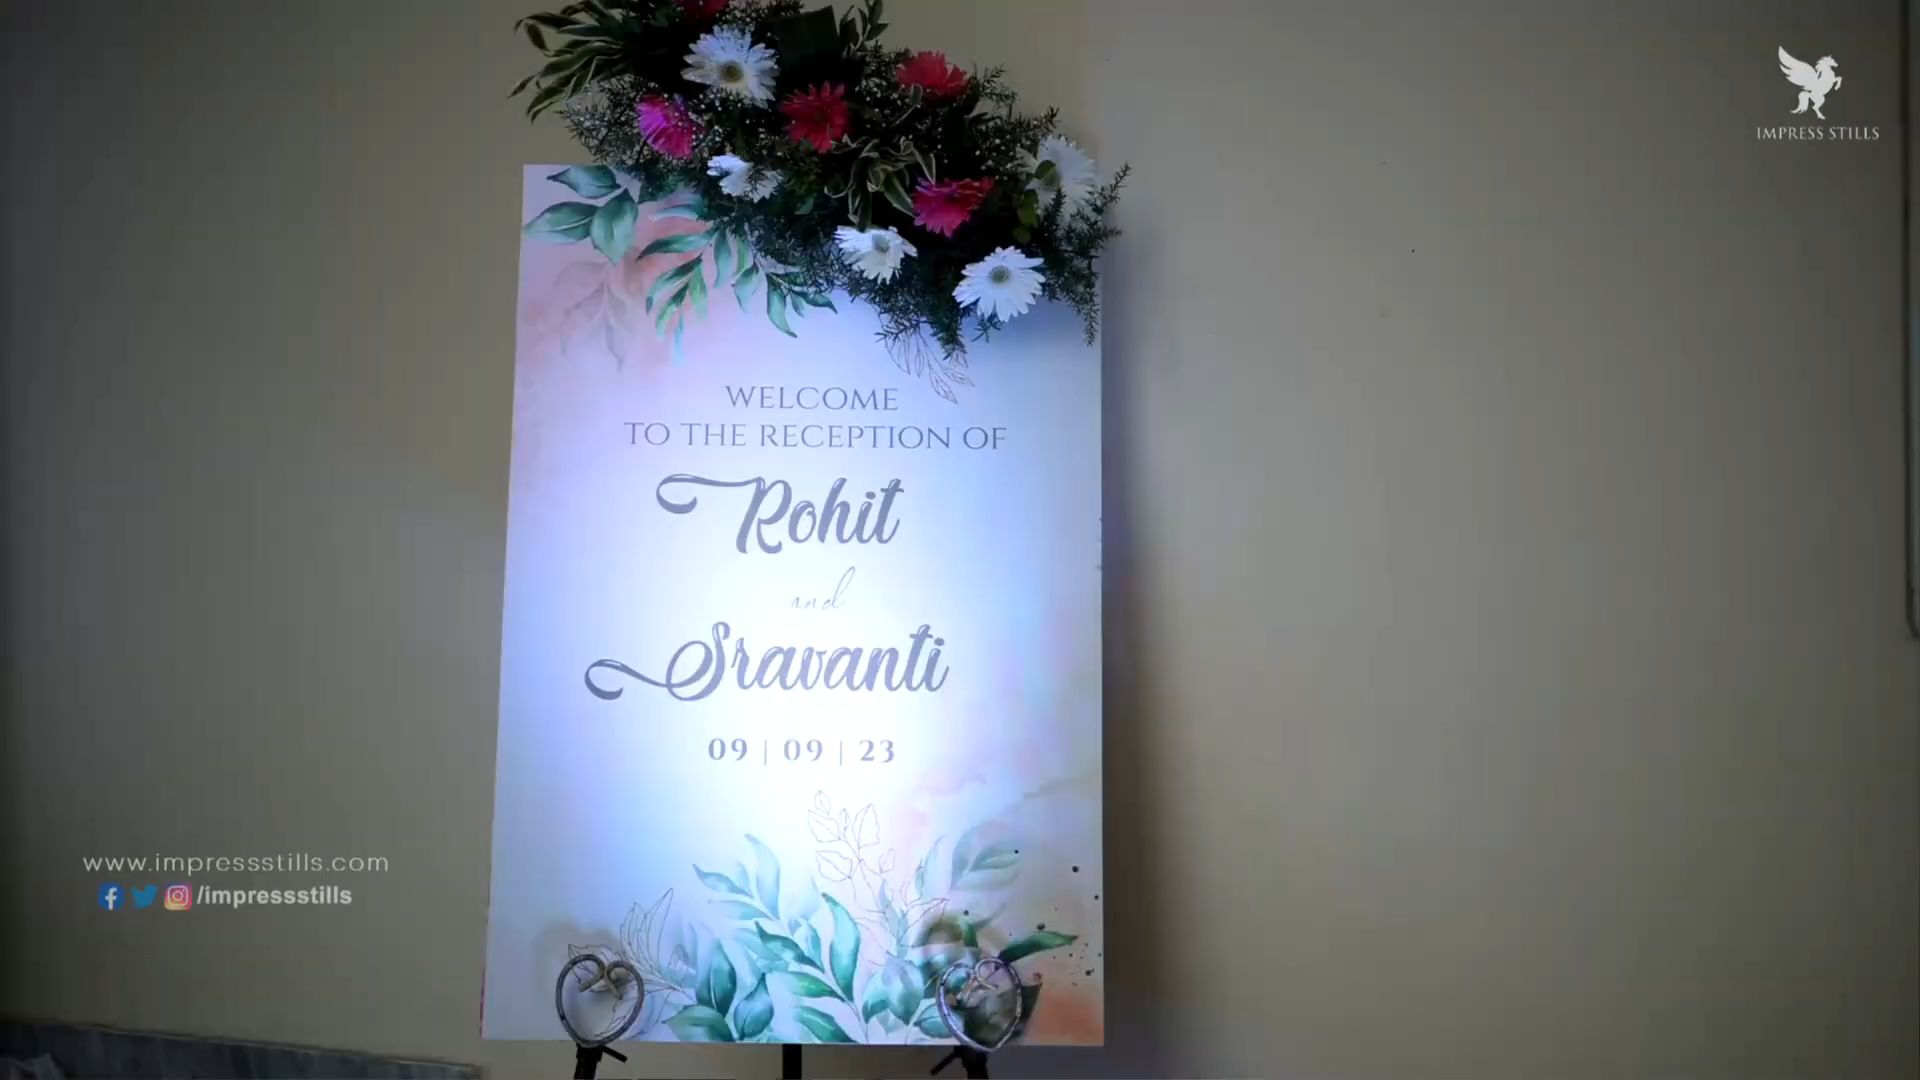 IMPRESS STILLS
WELCOME
TO THE RECEPTION OF
Rohit
and
Sravanti
09 | 09 | 23
www.impressstills.com
/impressstills